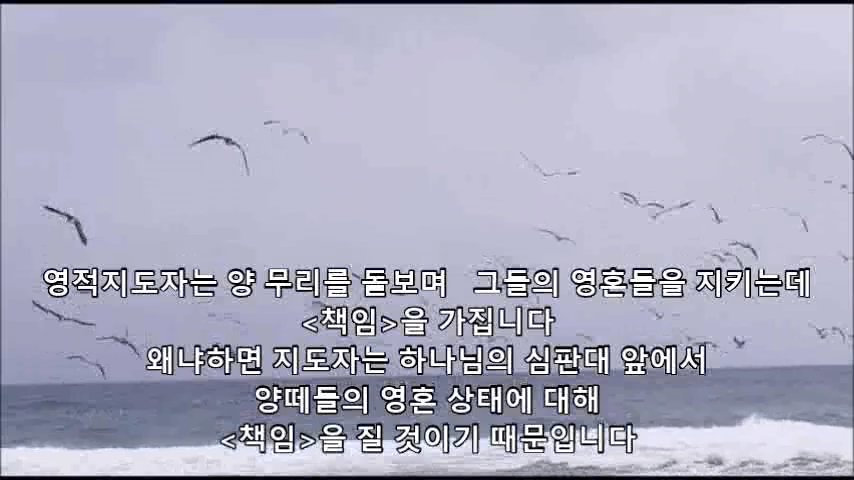 영적지도자는 양 무리를 돌보며 그들의 영혼들을 지키는데
<책임>을 가집니다
왜냐하면 지도자는 하나님의 심판대 앞에서
양떼들의 영혼 상태에 대해
<책임>을 질 것이기 때문입니다